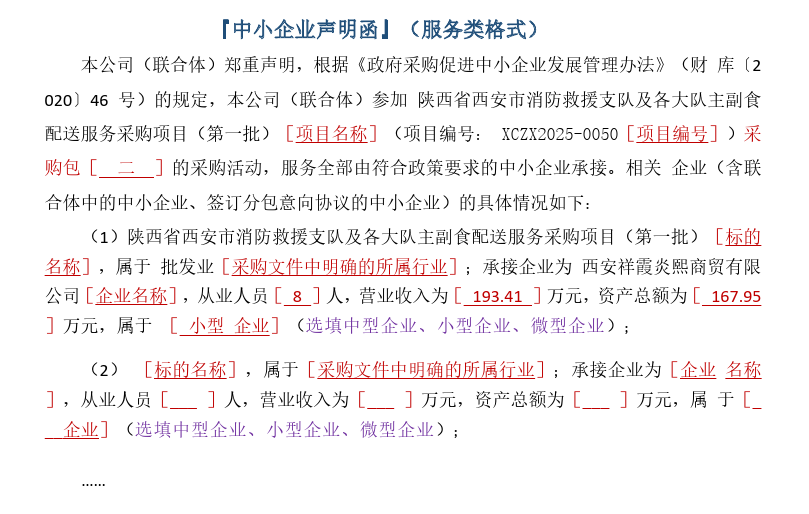 『中小企业声明函』（服务类格式）
本公司（联合体）郑重声明，根据《政府采购促进中小企业发展管理办法》（财 库〔2
020〕46 号）的规定，本公司（联合体）参加 陕西省西安市消防救援支队及各大队主副食
配送服务采购项目（第一批）［项目名称］（项目编号： XCZX2025-0050［项目编号］）采
购包［ 二 ］的采购活动，服务全部由符合政策要求的中小企业承接。相关 企业（含联
合体中的中小企业、签订分包意向协议的中小企业）的具体情况如下：
（1）陕西省西安市消防救援支队及各大队主副食配送服务采购项目（第一批）［标的
名称］，属于 批发业［采购文件中明确的所属行业］；承接企业为 西安祥霞炎熙商贸有限
公司［企业名称］，从业人员［ 8 ］人，营业收入为［ 193.41 ］万元，资产总额为［ 167.95
］万元，属于 ［ 小型 企业］（选填中型企业、小型企业、微型企业）;
（2） ［标的名称］，属于［采购文件中明确的所属行业］；承接企业为［企业 名称
］，从业人员［___ ］人，营业收入为［___ ］万元，资产总额为［___ ］万元，属 于［_
__企业］（选填中型企业、小型企业、微型企业）;
……